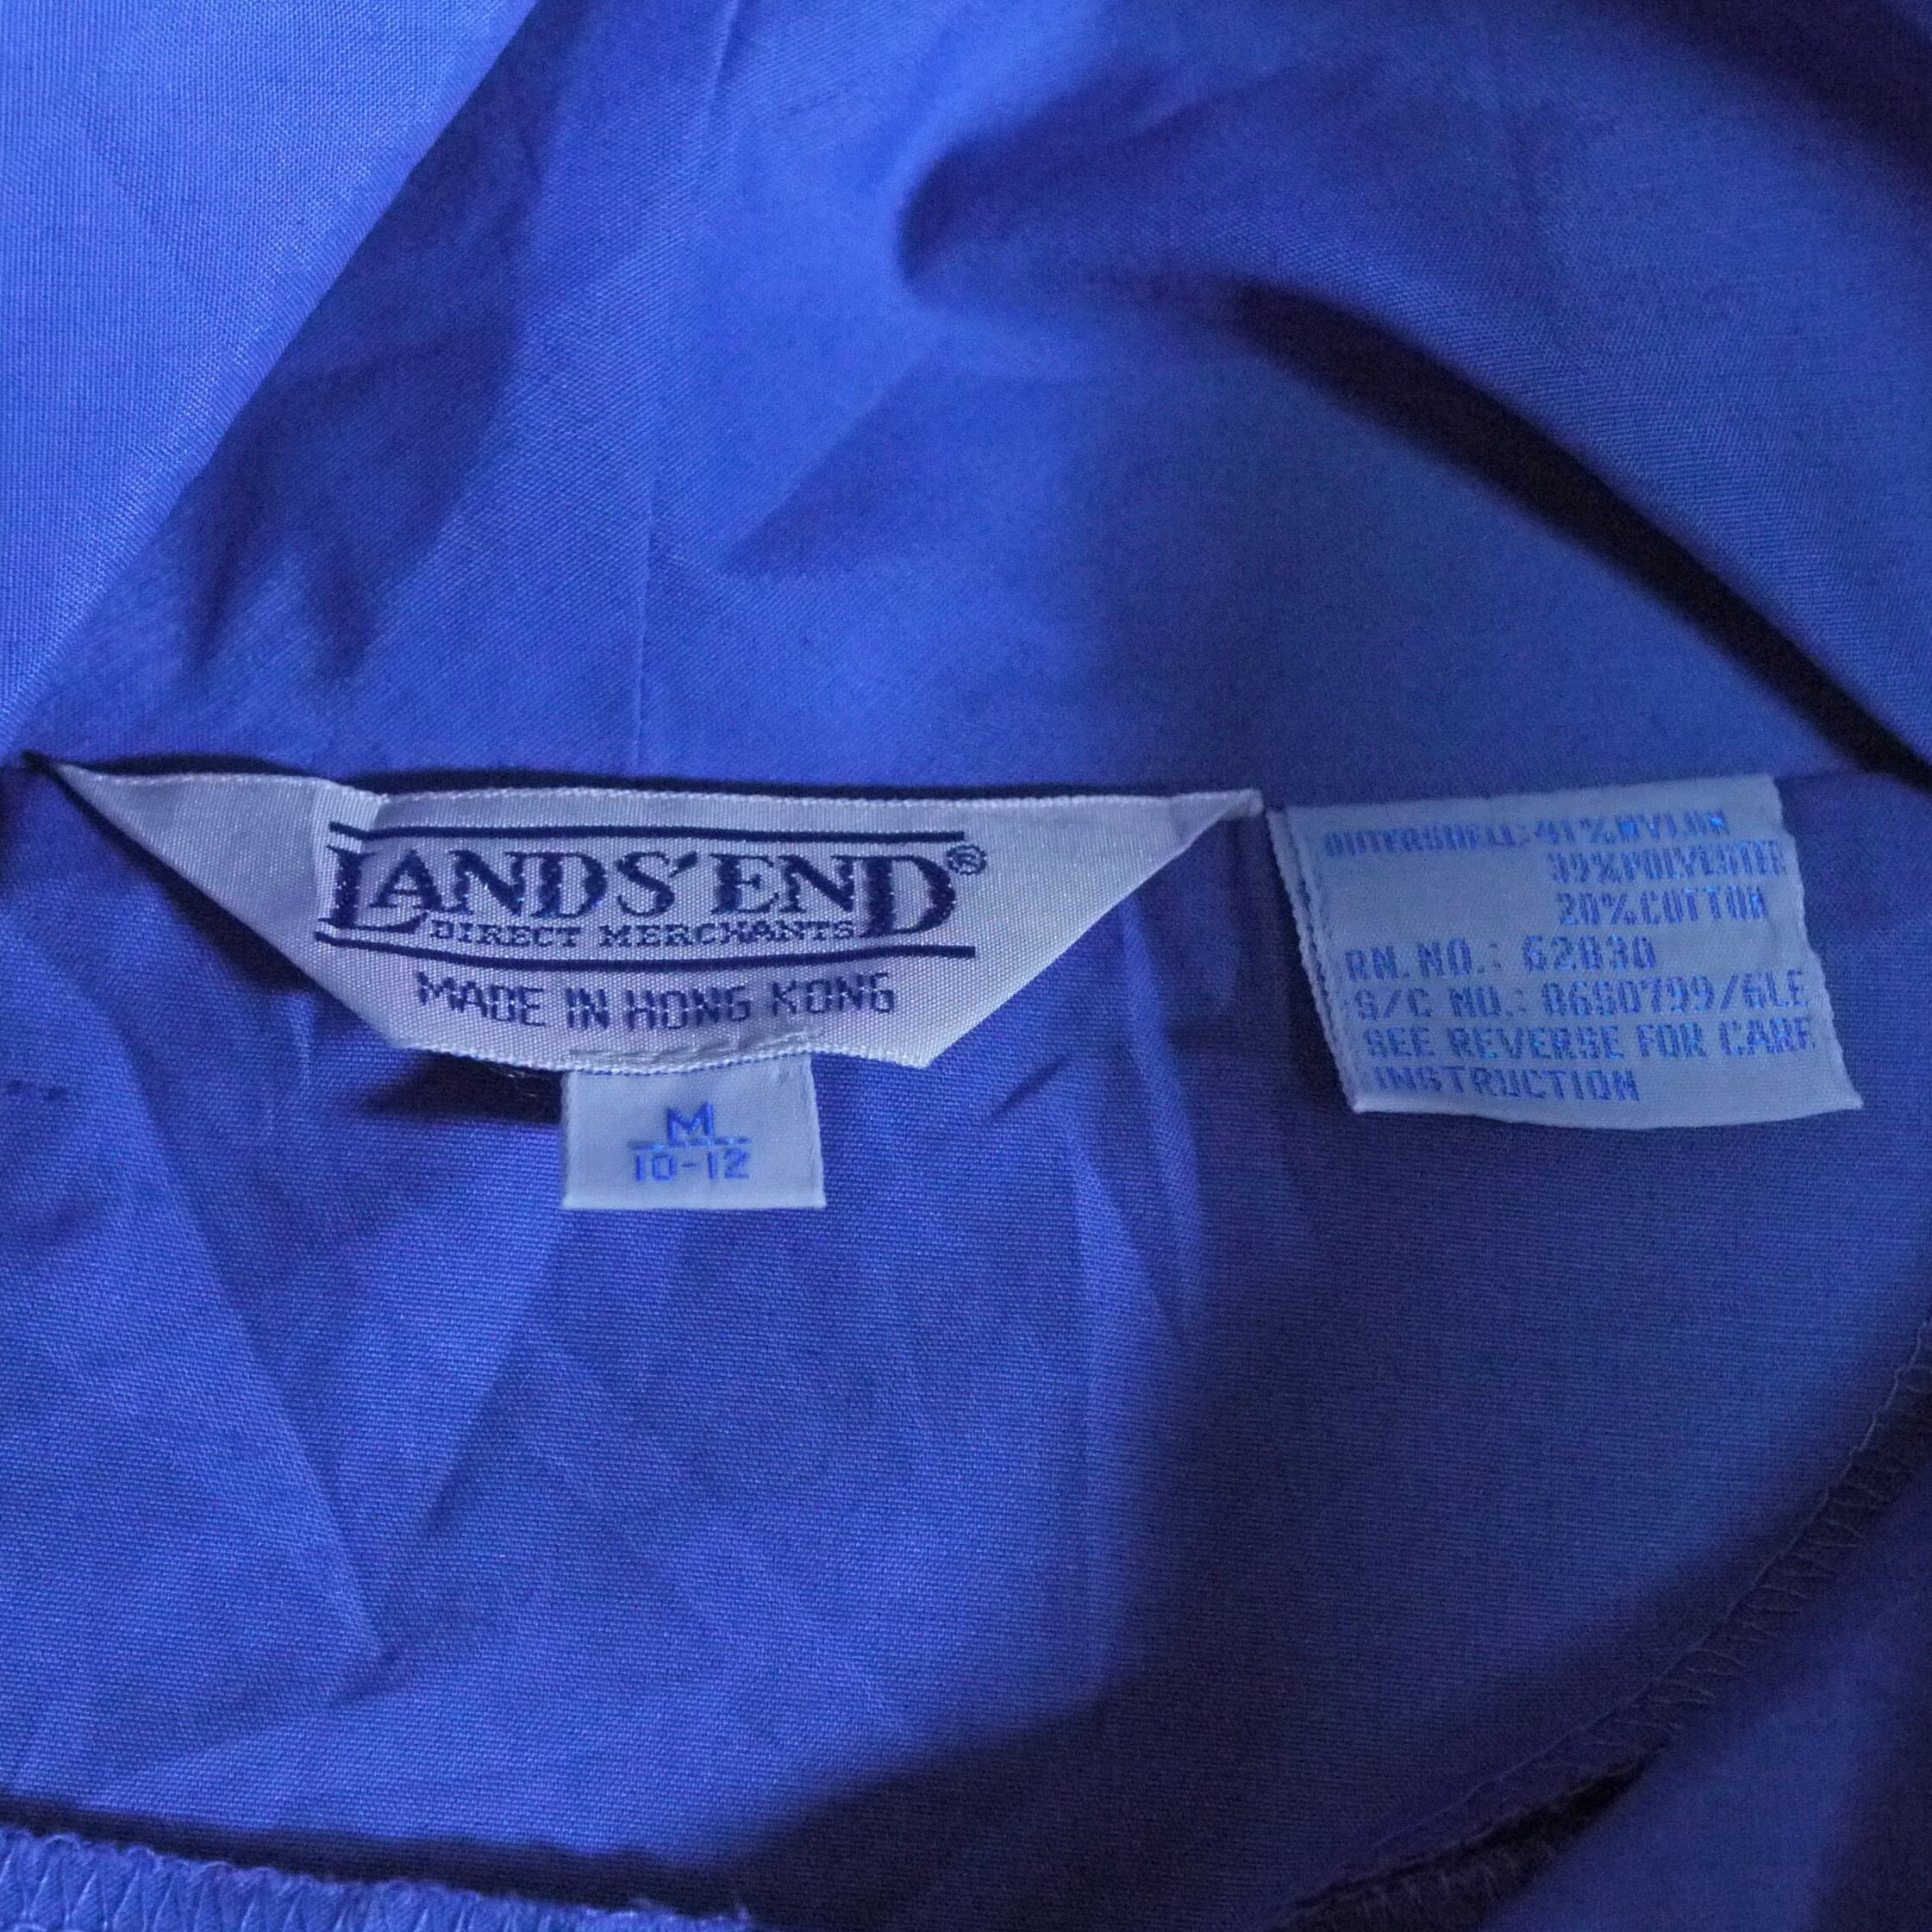 LANDS' END®
DIRECT MERCHANTS
MADE IN HONG KONG
M
10-12
OUTERSHELL: 41% NYLON
39% POLYESTER
20% COTTON
RN. NO.: 62830
S/C NO.: 0650799/6LE
SEE REVERSE FOR CARE
INSTRUCTION